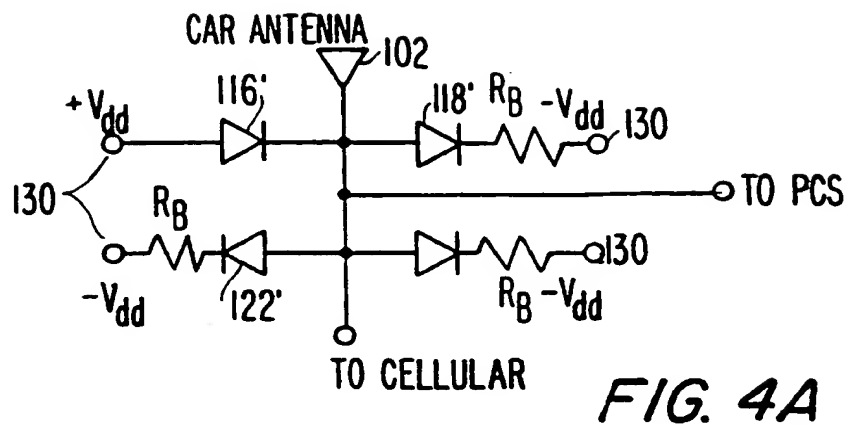 CAR ANTENNA
102
116'
118'
+Vdd
RB
-Vdd
130
130
TO PCS
RB
130
-Vdd
122'
RB
-Vdd
TO CELLULAR
FIG. 4A